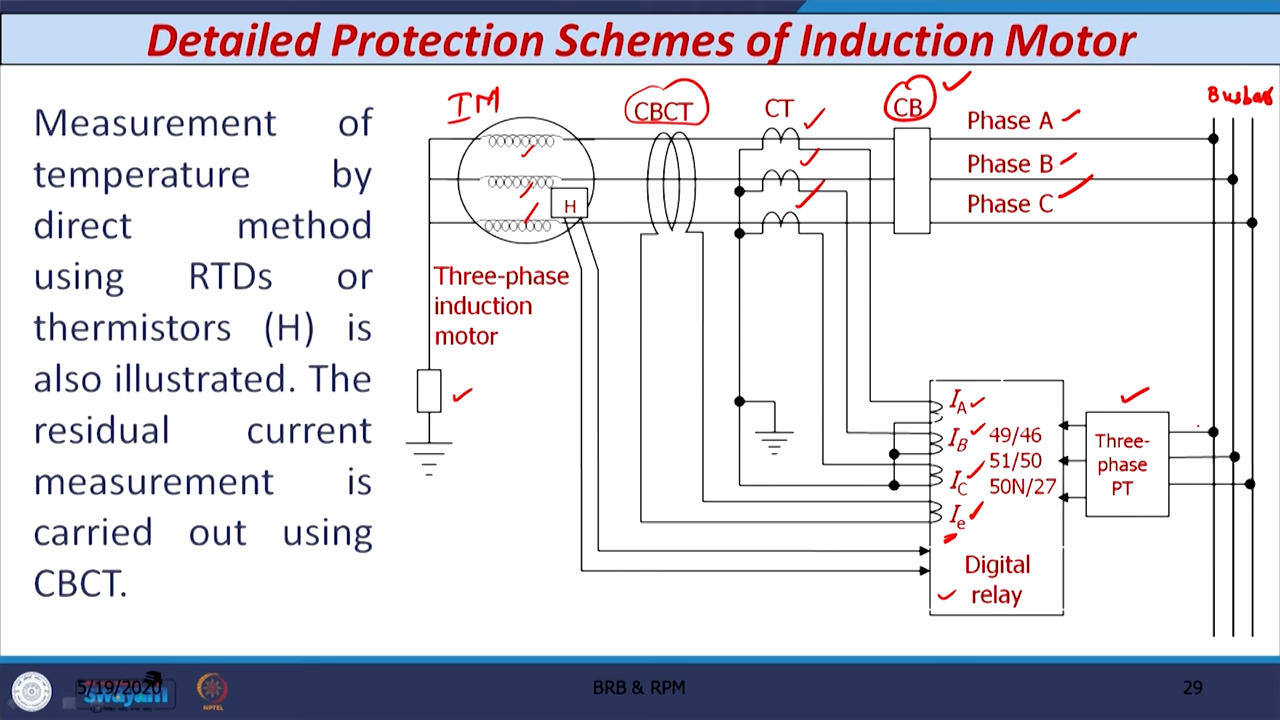 Detailed Protection Schemes of Induction Motor
Measurement of
temperature by
direct method
using RTDs or
thermistors (H) is
also illustrated. The
residual current
measurement is
carried out using
CBCT.
IM
CBCT
CT
CB
Busbar
Phase A
Phase B
Phase C
H
Three-phase
induction
motor
I_A
I_B
I_C
I_e
49/46
51/50
50N/27
Digital
relay
Three-
phase
PT
5/19/2020
swayam
NPTEL
BRB & RPM
29